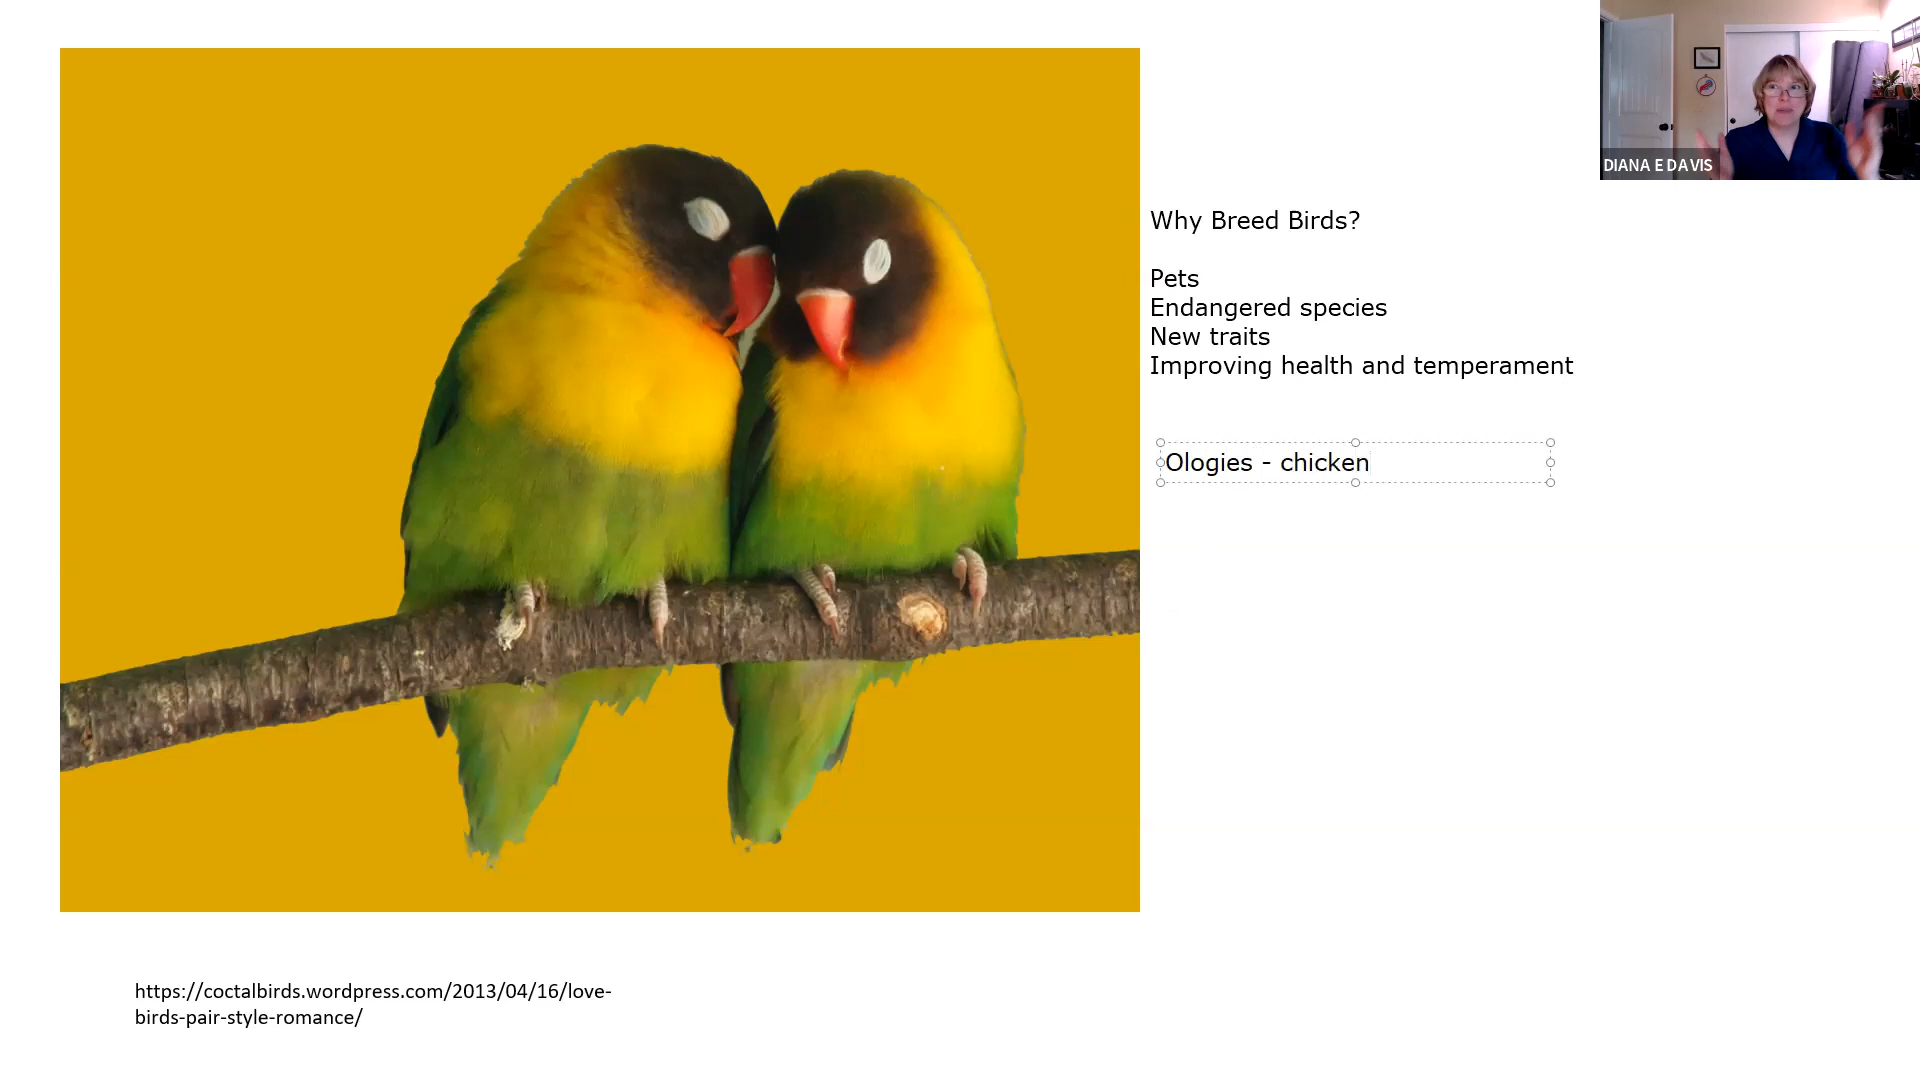 DIANA E DAVIS
Why Breed Birds?
Pets
Endangered species
New traits
Improving health and temperament
Ologies - chicken
https://coctalbirds.wordpress.com/2013/04/16/love-
birds-pair-style-romance/